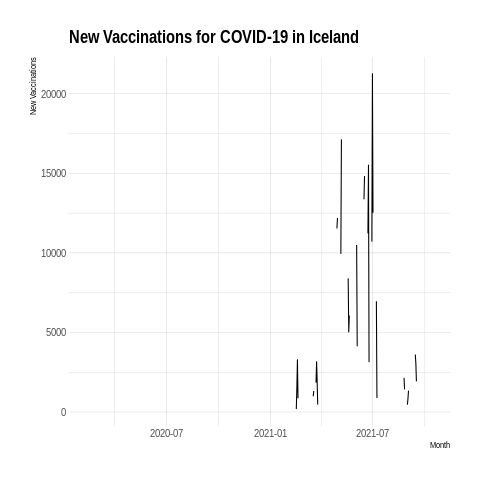 New Vaccinations for COVID-19 in Iceland
New Vaccinations
20000
15000
10000
5000
0
2020-07 2021-01 2021-07
Month